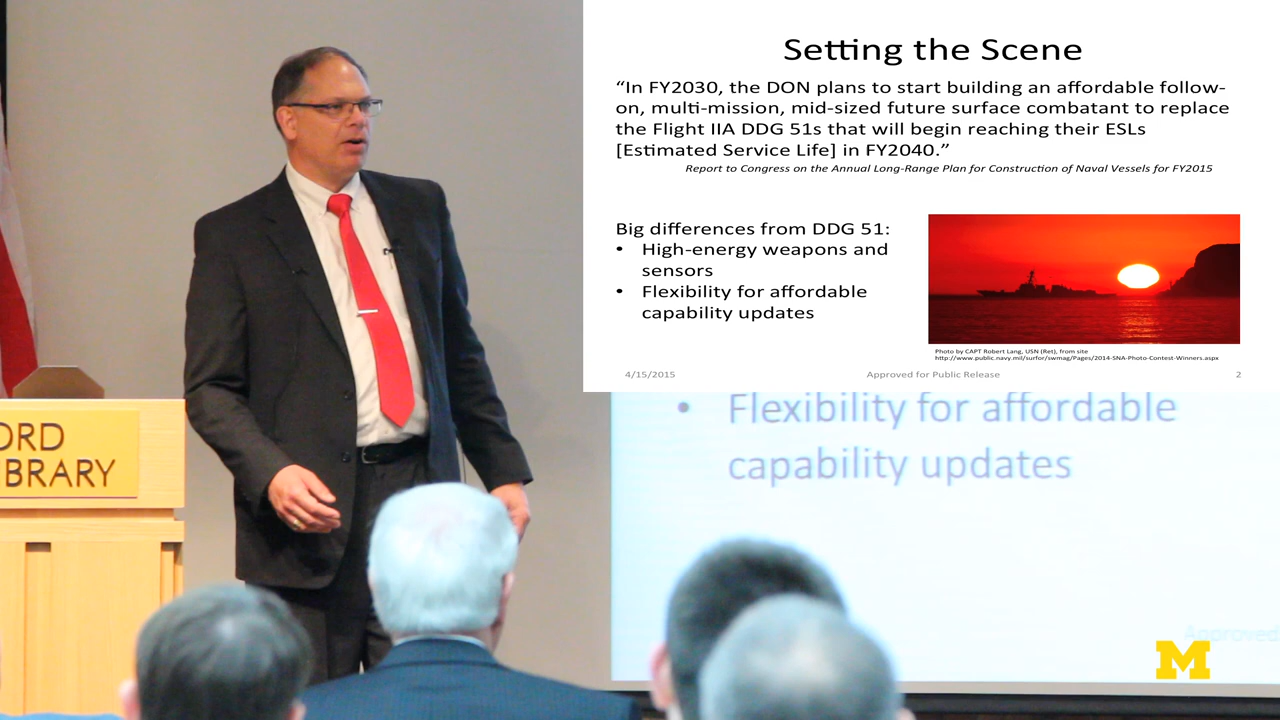 Setting the Scene
“In FY2030, the DON plans to start building an affordable follow-
on, multi-mission, mid-sized future surface combatant to replace
the Flight IIA DDG 51s that will begin reaching their ESLs
[Estimated Service Life] in FY2040.”
Report to Congress on the Annual Long-Range Plan for Construction of Naval Vessels for FY2015
Big differences from DDG 51:
• High-energy weapons and
sensors
• Flexibility for affordable
capability updates
Photo by CAPT Robert Lang, USN (Ret), from site
http://www.public.navy.mil/surfor/swmag/Pages/2014-SNA-Photo-Contest-Winners.aspx
4/15/2015 Approved for Public Release 2
• Flexibility for affordable
capability updates
ORD
BRARY
Approved
M